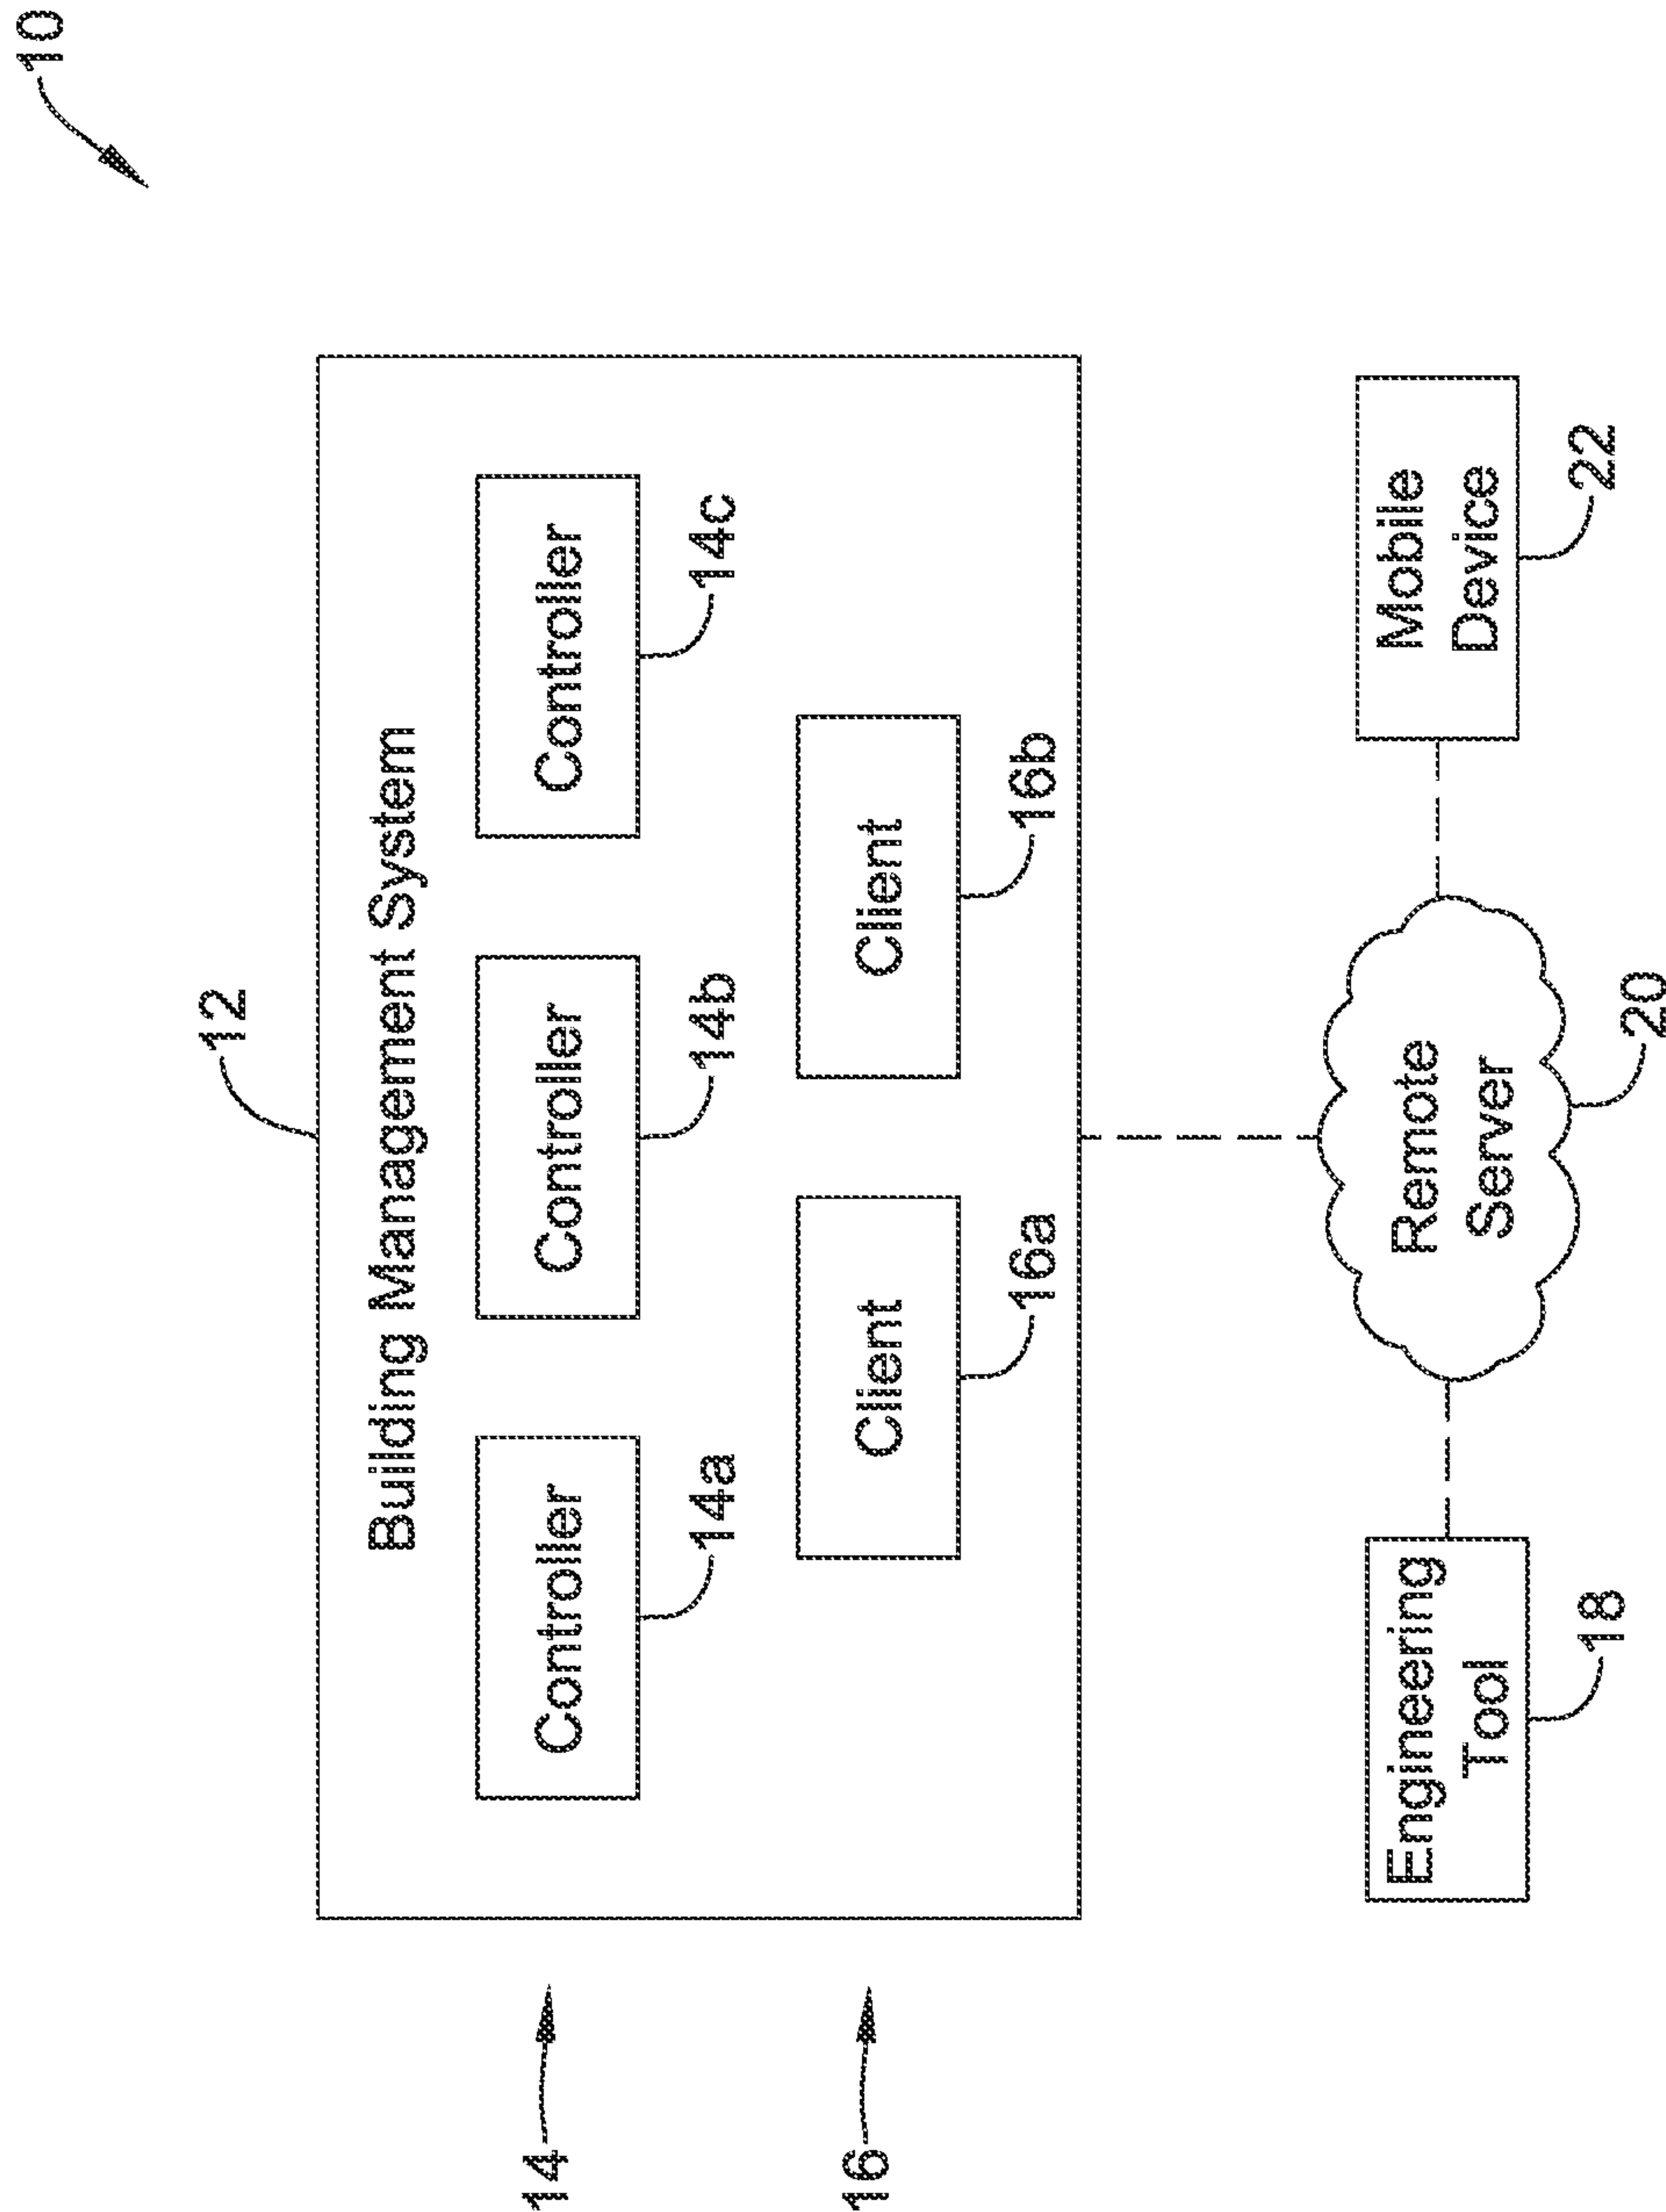 10
12
Building Management System
14
Controller
Controller
Controller
14a
14b
14c
16
Client
Client
16a
16b
Engineering
Tool
18
Remote
Server
20
Mobile
Device
22